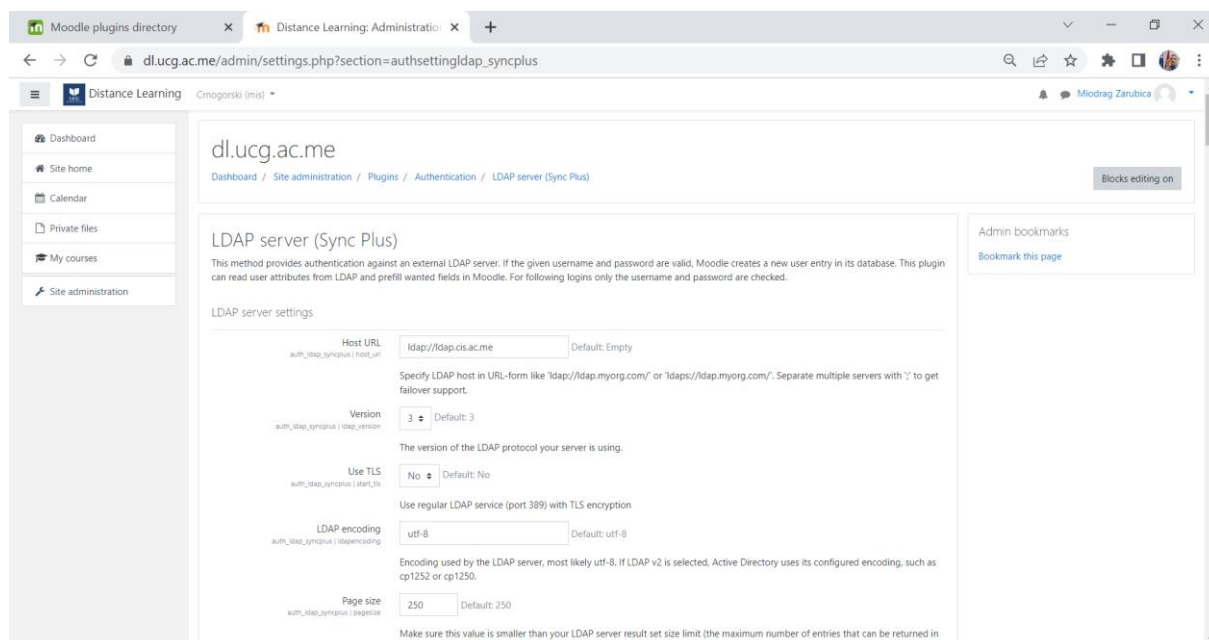 Moodle plugins directory
Distance Learning: Administratio
dl.ucg.ac.me/admin/settings.php?section=authsettingldap_syncplus
Distance Learning
Crnogorski (mis)
Miodrag Zarubica
Dashboard
Site home
Calendar
Private files
My courses
Site administration
dl.ucg.ac.me
Dashboard / Site administration / Plugins / Authentication / LDAP server (Sync Plus)
Blocks editing on
LDAP server (Sync Plus)
This method provides authentication against an external LDAP server. If the given username and password are valid, Moodle creates a new user entry in its database. This plugin
can read user attributes from LDAP and prefill wanted fields in Moodle. For following logins only the username and password are checked.
Admin bookmarks
Bookmark this page
LDAP server settings
Host URL
auth_ldap_syncplus | host_url
ldap://ldap.cis.ac.me
Default: Empty
Specify LDAP host in URL-form like 'ldap://ldap.myorg.com/' or 'ldaps://ldap.myorg.com/'. Separate multiple servers with ';' to get
failover support.
Version
auth_ldap_syncplus | ldap_version
3
Default: 3
The version of the LDAP protocol your server is using.
Use TLS
auth_ldap_syncplus | start_tls
No
Default: No
Use regular LDAP service (port 389) with TLS encryption
LDAP encoding
auth_ldap_syncplus | ldapencoding
utf-8
Default: utf-8
Encoding used by the LDAP server, most likely utf-8. If LDAP v2 is selected, Active Directory uses its configured encoding, such as
cp1252 or cp1250.
Page size
auth_ldap_syncplus | pagesize
250
Default: 250
Make sure this value is smaller than your LDAP server result set size limit (the maximum number of entries that can be returned in